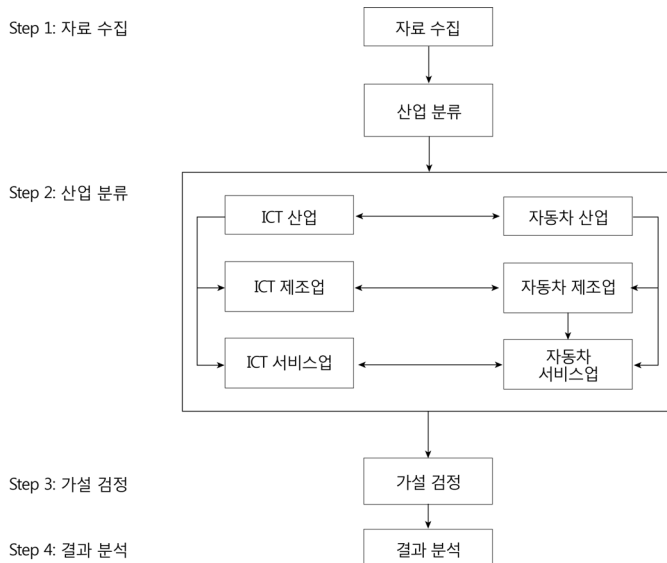 Step 1: 자료 수집
자료 수집
산업 분류
Step 2: 산업 분류
ICT 산업
자동차 산업
ICT 제조업
자동차 제조업
ICT 서비스업
자동차
서비스업
Step 3: 가설 검정
가설 검정
Step 4: 결과 분석
결과 분석